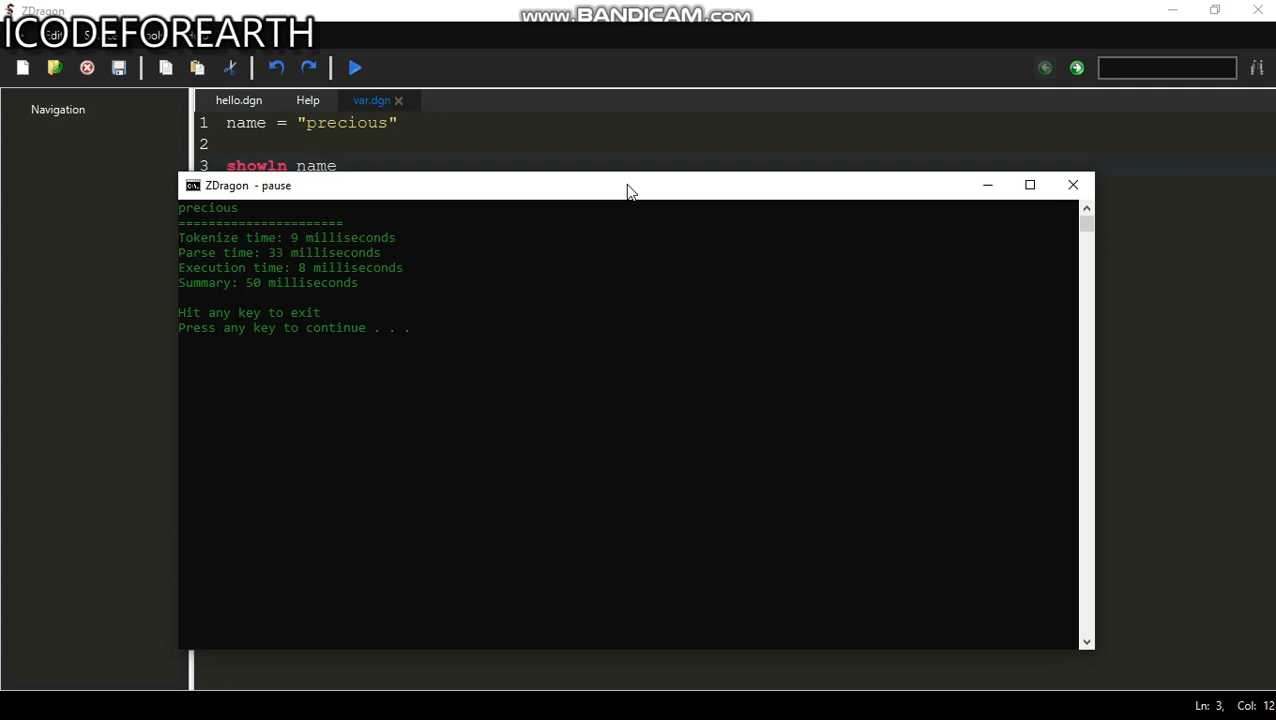 ZDragon
www.BANDICAM.com
ICODEFOREARTH
Navigation
hello.dgn Help var.dgn
1 name = "precious"
2
3 showln name
ZDragon - pause
precious
======================
Tokenize time: 9 milliseconds
Parse time: 33 milliseconds
Execution time: 8 milliseconds
Summary: 50 milliseconds
Hit any key to exit
Press any key to continue . . .
Ln: 3, Col: 12